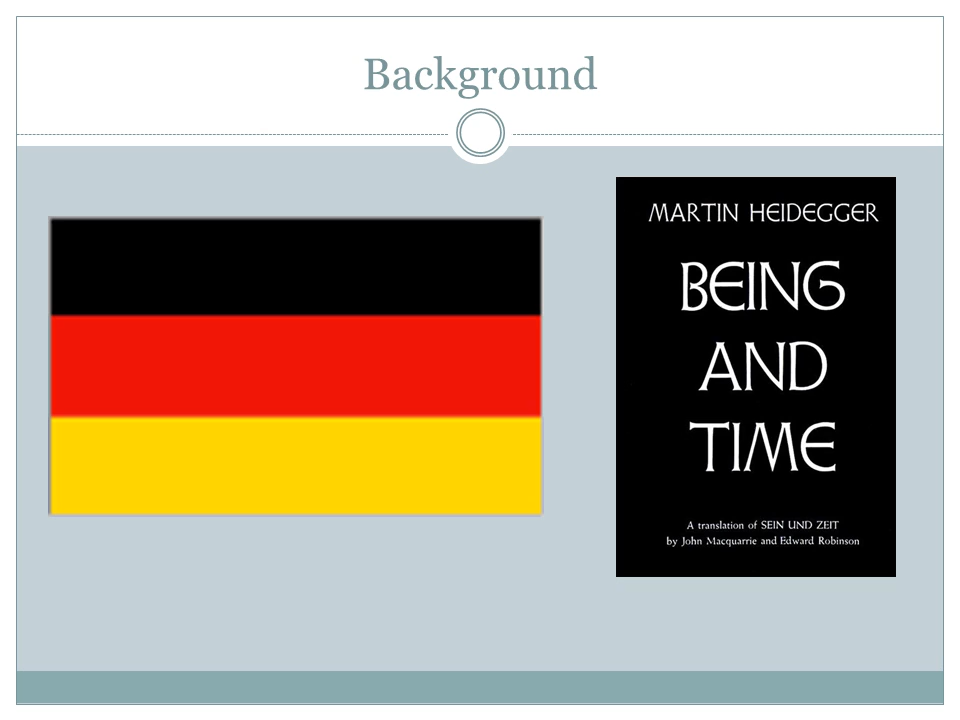 Background
MARTIN HEIDEGGER
BEING
AND
TIME
A translation of SEIN UND ZEIT
by John Macquarrie and Edward Robinson